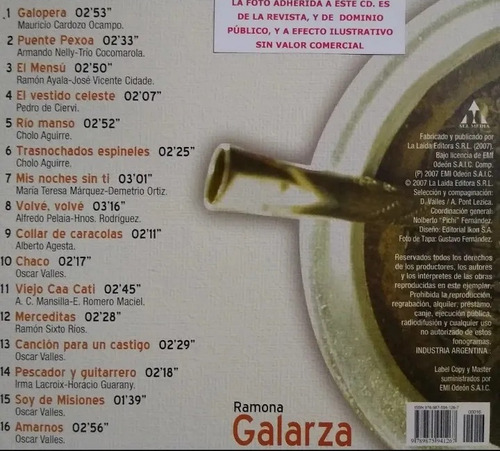 LA FOTO ADHERIDA A ESTE CD. ES
DE LA REVISTA, Y DE DOMINIO
PÚBLICO, Y A EFECTO ILUSTRATIVO
SIN VALOR COMERCIAL
1 Galopera 02'53"
Mauricio Cardozo Ocampo.
2 Puente Pexoa 02'33"
Armando Nelly-Trío Cocomarola.
3 El Mensú 02'50"
Ramón Ayala-José Vicente Cidade.
4 El vestido celeste 02'07"
Pedro de Ciervi.
5 Río manso 02'52"
Cholo Aguirre.
6 Trasnochados espineles 02'25"
Cholo Aguirre.
7 Mis noches sin ti 03'01"
María Teresa Márquez-Demetrio Ortiz.
8 Volvé, volvé 03'16"
Alfredo Pelaia-Hnos. Rodríguez.
9 Collar de caracolas 02'11"
Alberto Agesta.
10 Chaco 02'17"
Oscar Valles.
11 Viejo Caa Catí 02'45"
A. C. Mansilla-E. Romero Maciel.
12 Merceditas 02'28"
Ramón Sixto Ríos.
13 Canción para un castigo 02'29"
Oscar Valles.
14 Pescador y guitarrero 02'18"
Irma Lacroix-Horacio Guarany.
15 Soy de Misiones 01'39"
Oscar Valles.
16 Amarnos 02'56"
Oscar Valles.
Fabricado y publicado por
La Laida Editora S.R.L. (2007).
Bajo licencia de EMI
Odeón S.A.I.C. Comp.
(P) 2007 EMI Odeón S.A.I.C.
© 2007 La Laida Editora S.R.L.
Selección y compaginación:
D. Valles / A. Pont Lezica.
Coordinación general:
Nolberto "Pichi" Fernández.
Diseño: Editorial Ikon S.A.
Foto de Tapa: Gustavo Fernández.
Reservados todos los derechos
de los productores, los autores
y los intérpretes de las obras
reproducidas en este ejemplar.
Prohibida la reproducción,
regrabación, alquiler, préstamo,
canje, ejecución pública,
radiodifusión y cualquier uso
no autorizado de estos
fonogramas.
INDUSTRIA ARGENTINA.
Label Copy y Master
suministrados por
EMI Odeón S.A.I.C.
Ramona
Galarza